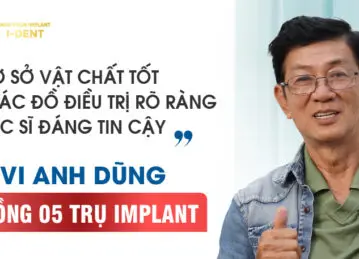 I-DENT
SỞ VẬT CHẤT TỐT
ÁC ĐỒ ĐIỀU TRỊ RÕ RÀNG
C SĨ ĐÁNG TIN CẬY
VI ANH DŨNG
ỒNG 05 TRỤ IMPLANT